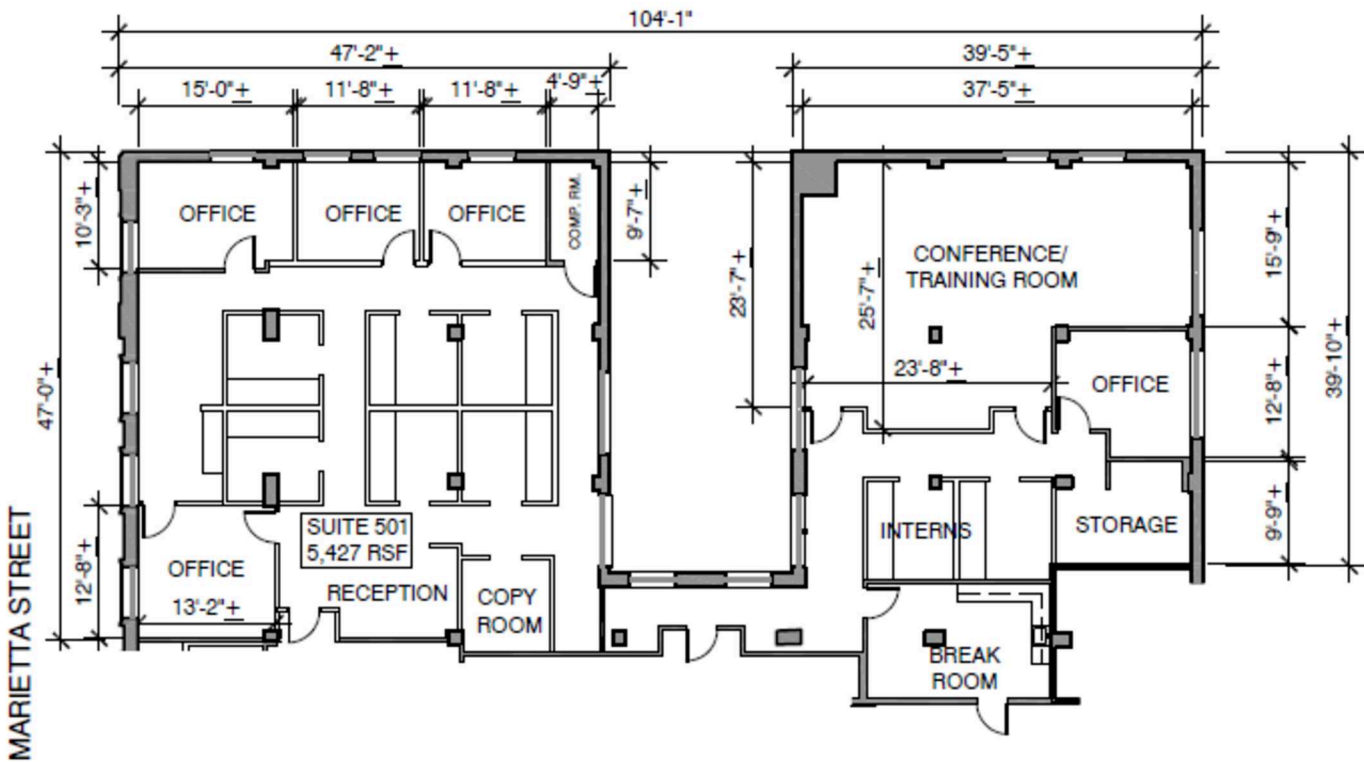 104'-1"
47'-2"+
39'-5"+
15'-0"+
11'-8"+
11'-8"+
4'-9"+
37'-5"+
10'-3"+
OFFICE
OFFICE
OFFICE
COMP. RM.
9'-7"+
23'-7"+
25'-7"+
CONFERENCE/
TRAINING ROOM
15'-9"+
47'-0"+
23'-8"+
OFFICE
12'-8"+
39'-10"+
MARIETTA STREET
12'-8"+
OFFICE
13'-2"+
SUITE 501
5,427 RSF
RECEPTION
COPY
ROOM
INTERNS
STORAGE
9'-9"+
BREAK
ROOM